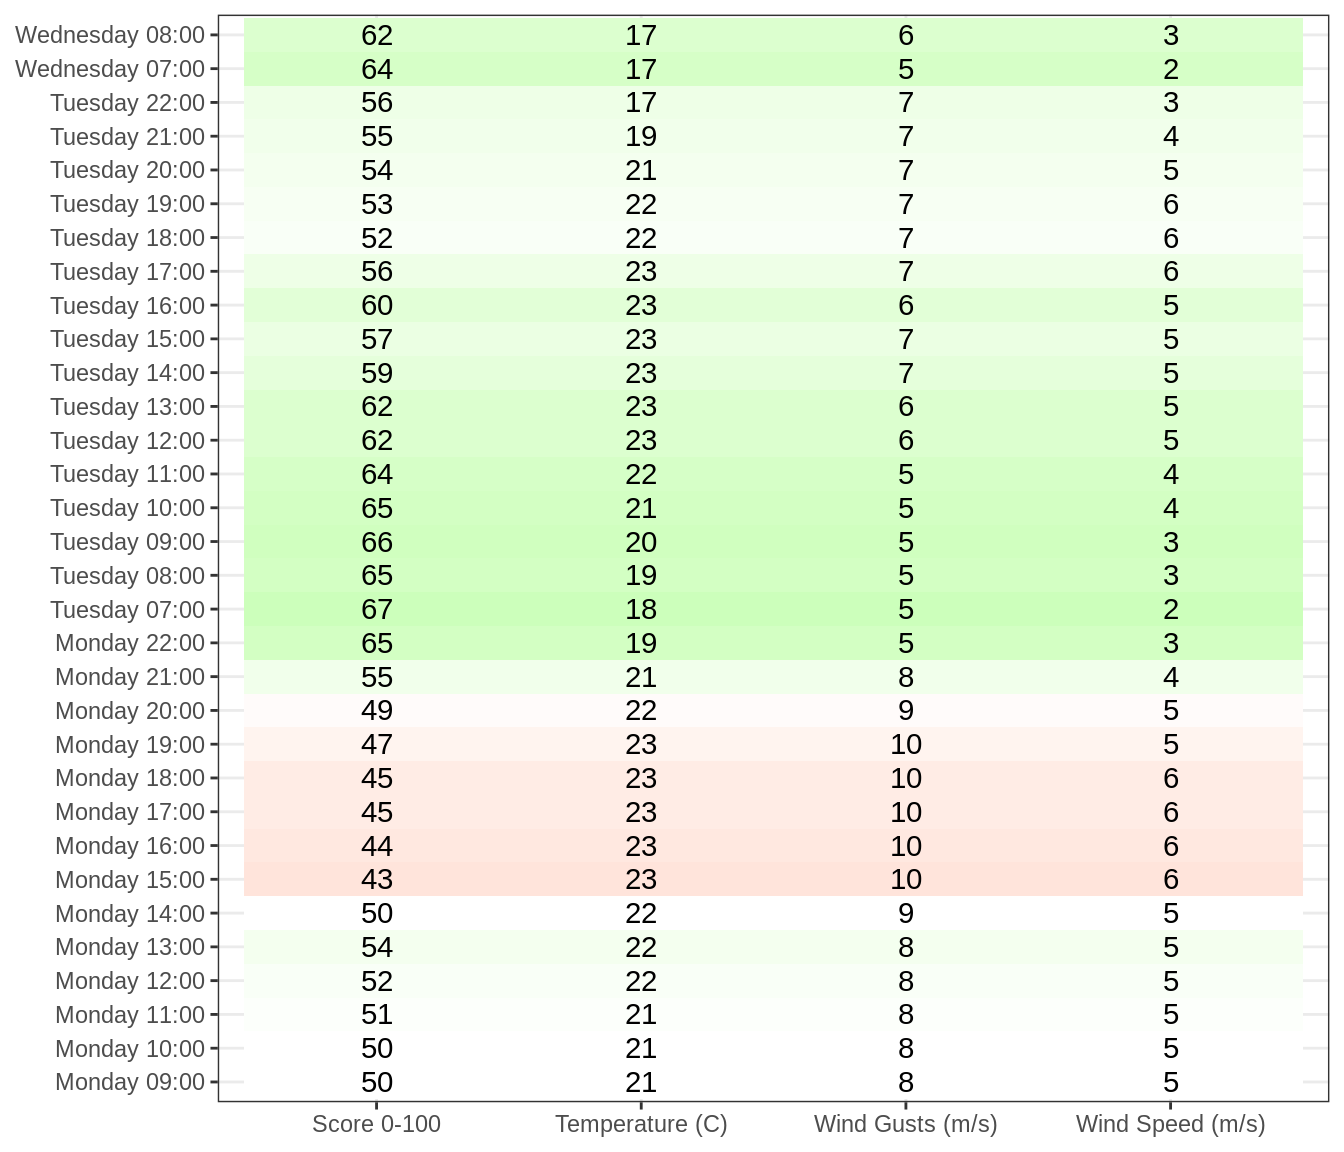 Wednesday 08:00 62 17 6 3
Wednesday 07:00 64 17 5 2
Tuesday 22:00 56 17 7 3
Tuesday 21:00 55 19 7 4
Tuesday 20:00 54 21 7 5
Tuesday 19:00 53 22 7 6
Tuesday 18:00 52 22 7 6
Tuesday 17:00 56 23 7 6
Tuesday 16:00 60 23 6 5
Tuesday 15:00 57 23 7 5
Tuesday 14:00 59 23 7 5
Tuesday 13:00 62 23 6 5
Tuesday 12:00 62 23 6 5
Tuesday 11:00 64 22 5 4
Tuesday 10:00 65 21 5 4
Tuesday 09:00 66 20 5 3
Tuesday 08:00 65 19 5 3
Tuesday 07:00 67 18 5 2
Monday 22:00 65 19 5 3
Monday 21:00 55 21 8 4
Monday 20:00 49 22 9 5
Monday 19:00 47 23 10 5
Monday 18:00 45 23 10 6
Monday 17:00 45 23 10 6
Monday 16:00 44 23 10 6
Monday 15:00 43 23 10 6
Monday 14:00 50 22 9 5
Monday 13:00 54 22 8 5
Monday 12:00 52 22 8 5
Monday 11:00 51 21 8 5
Monday 10:00 50 21 8 5
Monday 09:00 50 21 8 5
Score 0-100 Temperature (C) Wind Gusts (m/s) Wind Speed (m/s)